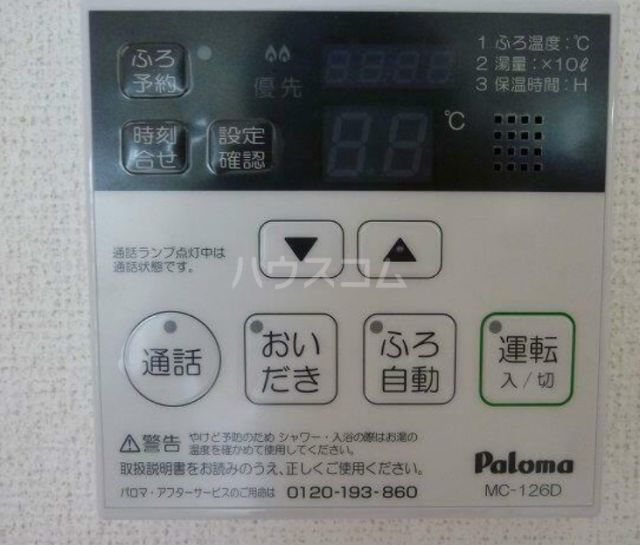 ふろ
予約
優先
1 ふろ温度:℃
2 湯量:×10ℓ
3 保温時間:H
時刻
合せ
設定
確認
℃
通話ランプ点灯中は
通話状態です。
▼
▲
ハウスコム
通話
おい
だき
ふろ
自動
運転
入/切
⚠警告 やけど予防のため シャワー・入浴の際はお湯の
温度を確かめて使用してください。
取扱説明書をお読みのうえ、正しくご使用ください。
パロマ・アフターサービスのご用命は 0120-193-860
Paloma
MC-126D